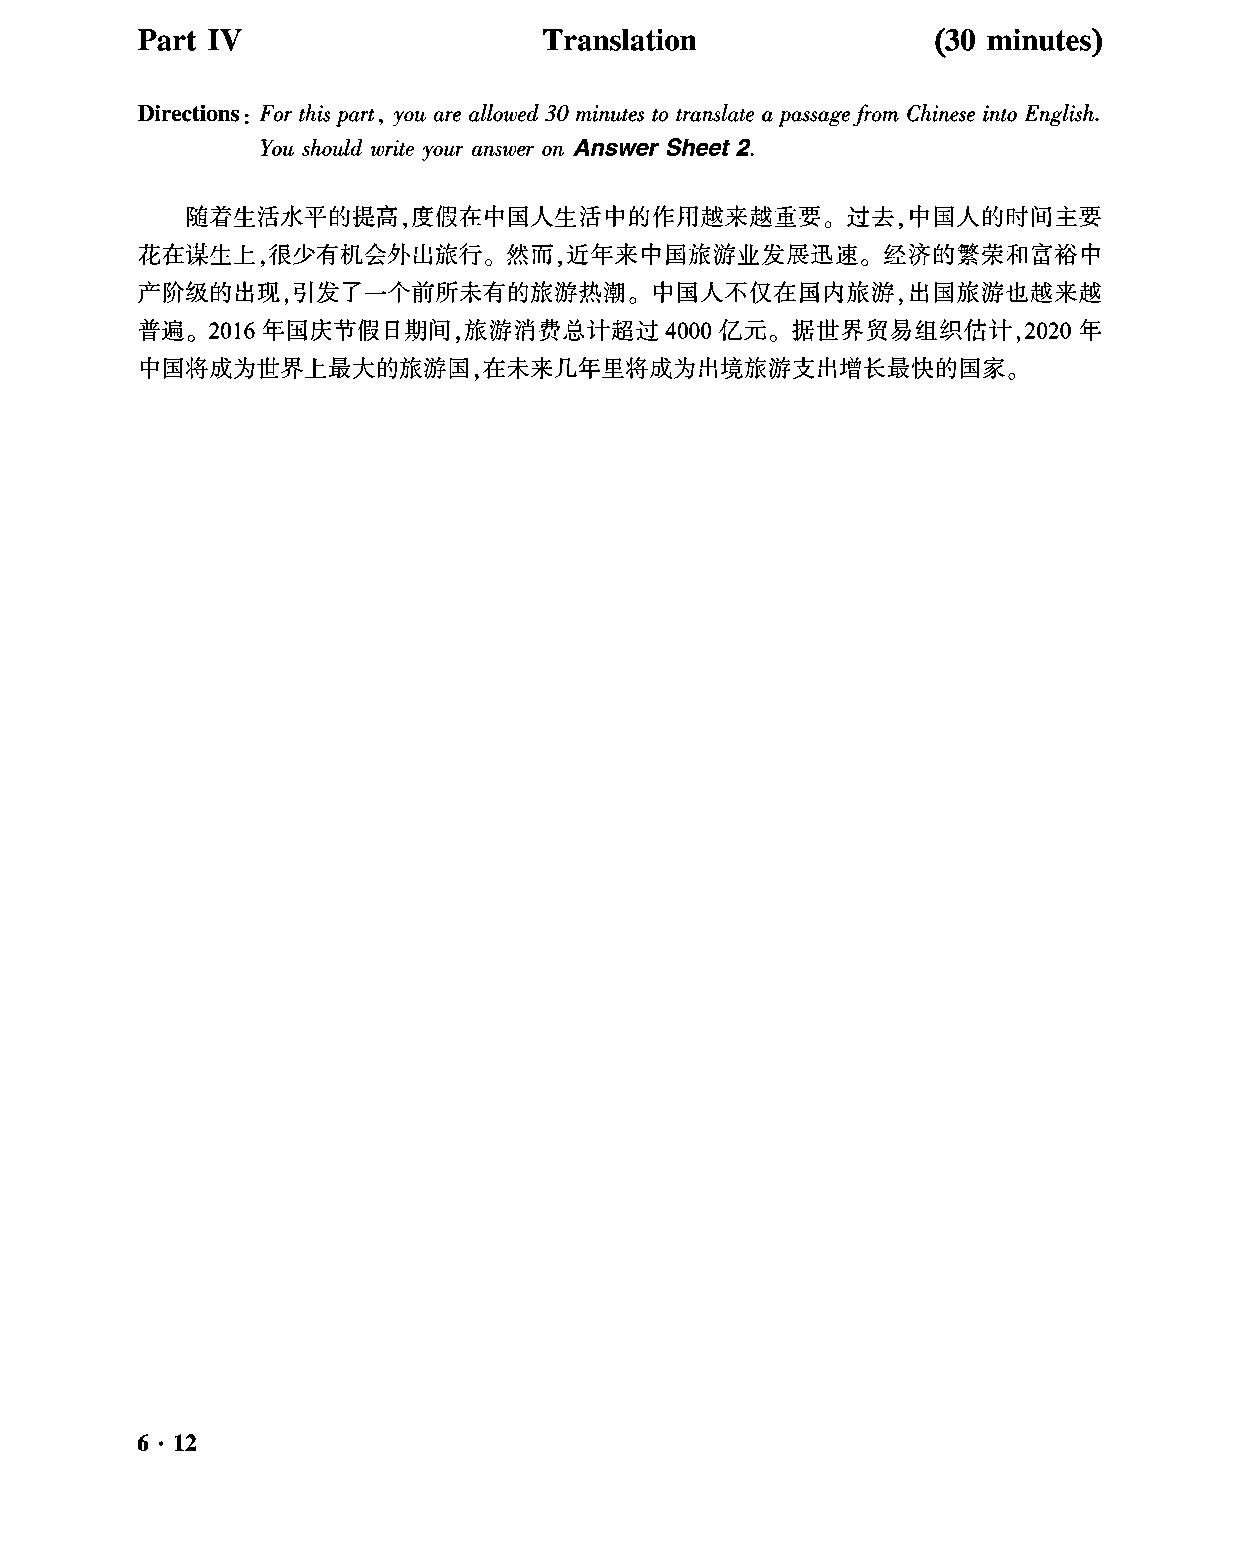 Part IV Translation (30 minutes)
Directions: For this part, you are allowed 30 minutes to translate a passage from Chinese into English.
You should write your answer on Answer Sheet 2.
随着生活水平的提高,度假在中国人生活中的作用越来越重要。过去,中国人的时间主要
花在谋生上,很少有机会外出旅行。然而,近年来中国旅游业发展迅速。经济的繁荣和富裕中
产阶级的出现,引发了一个前所未有的旅游热潮。中国人不仅在国内旅游,出国旅游也越来越
普遍。2016 年国庆节假日期间,旅游消费总计超过 4000 亿元。据世界贸易组织估计,2020 年
中国将成为世界上最大的旅游国,在未来几年里将成为出境旅游支出增长最快的国家。
6 · 12